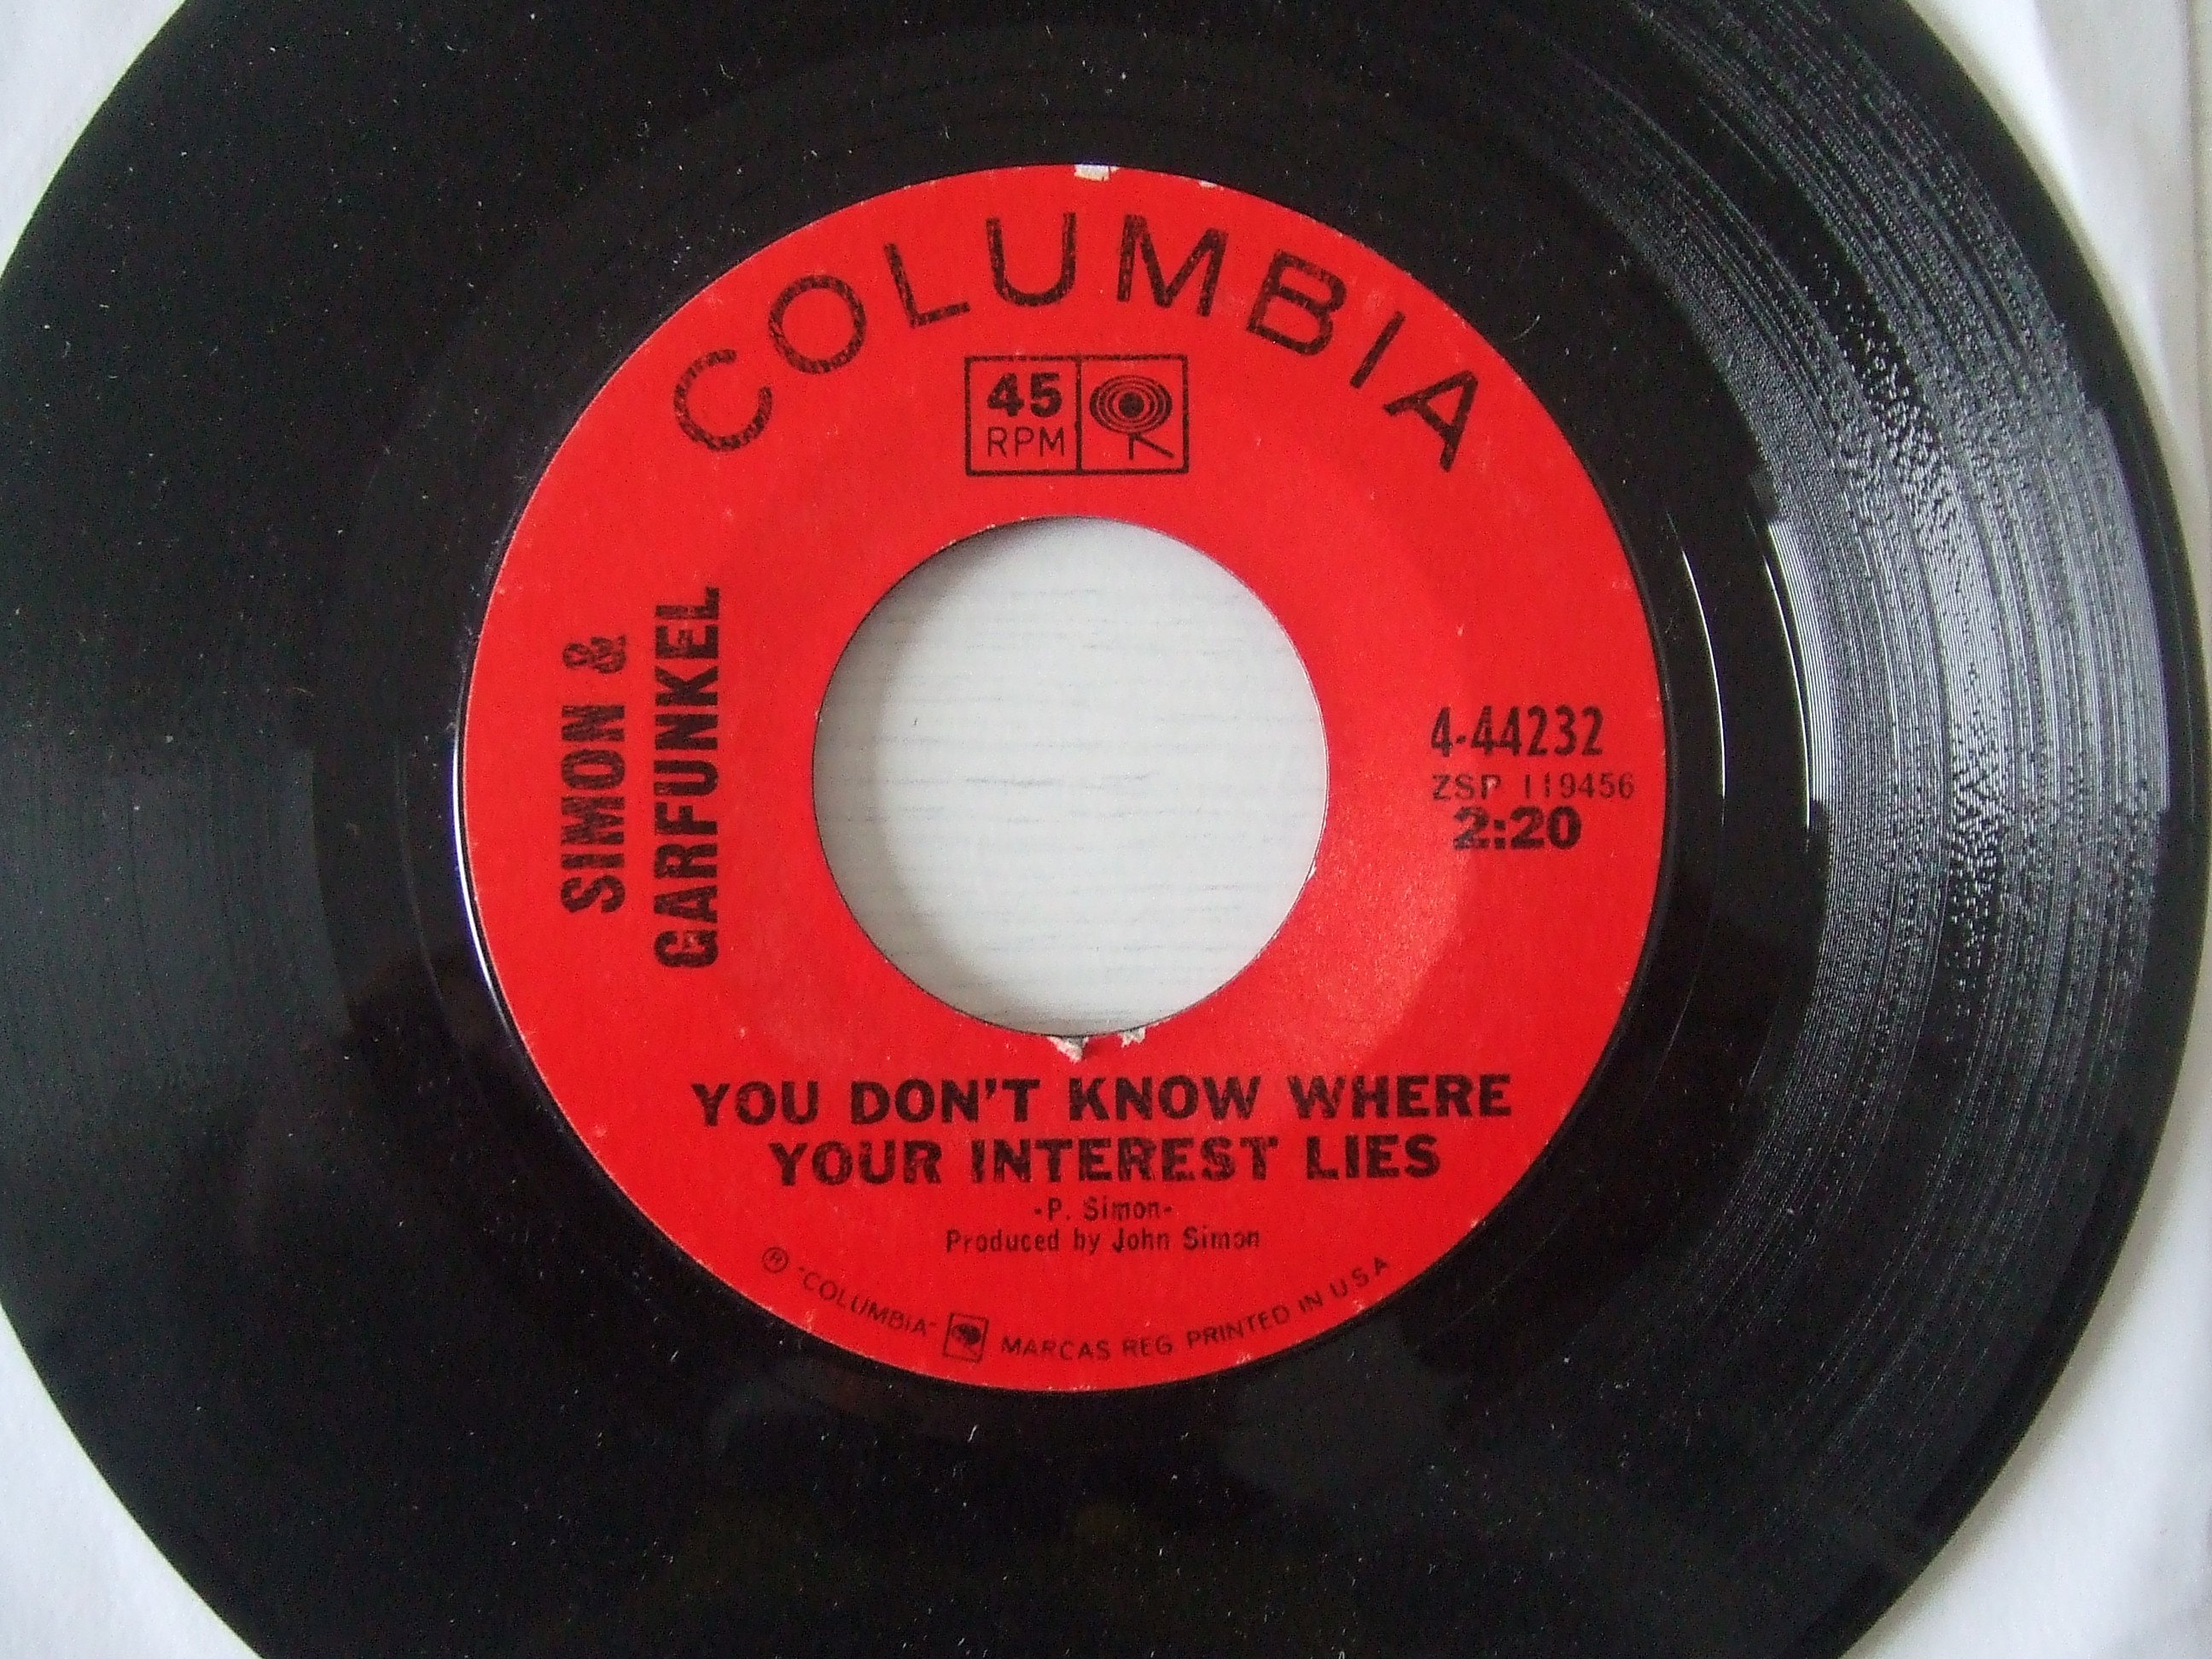 COLUMBIA
45
RPM
SIMON &
GARFUNKEL
4-44232
ZSP 119456
2:20
YOU DON'T KNOW WHERE
YOUR INTEREST LIES
-P. Simon-
Produced by John Simon
® "COLUMBIA" MARCAS REG. PRINTED IN U.S.A.